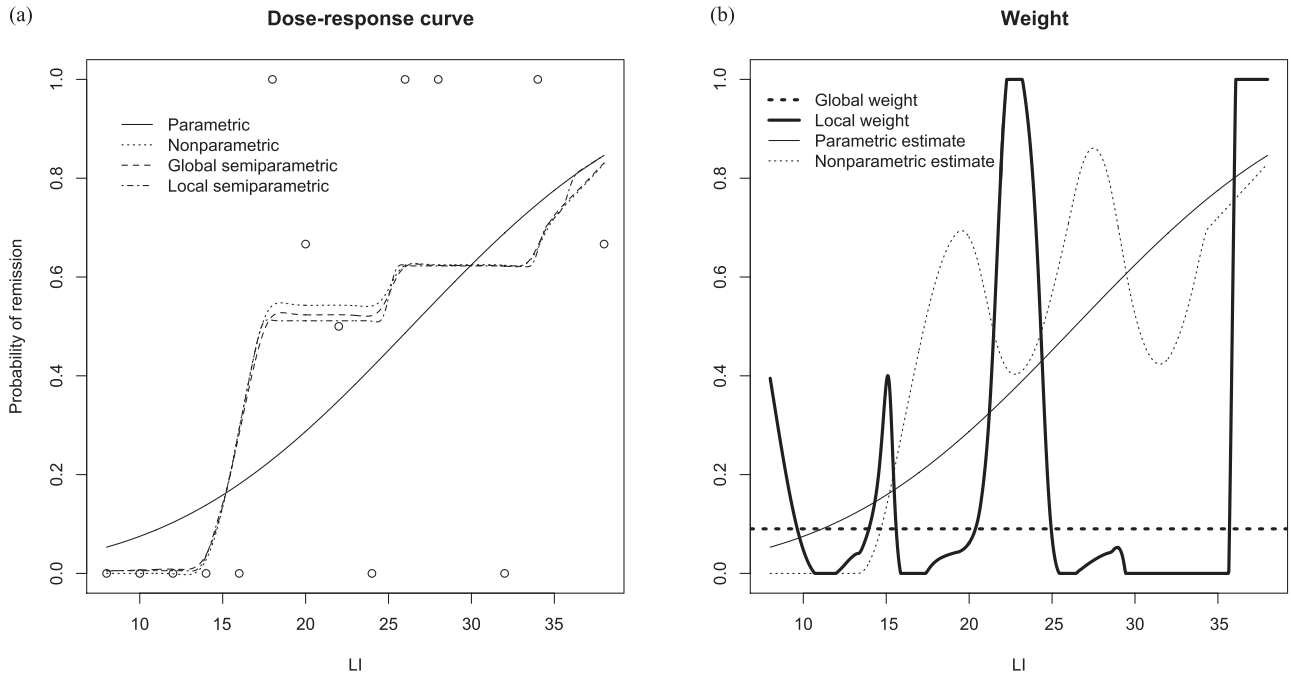 (a)
Dose-response curve
Probability of remission
1.0
0.8
0.6
0.4
0.2
0.0
Parametric
Nonparametric
Global semiparametric
Local semiparametric
10 15 20 25 30 35
LI
(b)
Weight
1.0
0.8
0.6
0.4
0.2
0.0
Global weight
Local weight
Parametric estimate
Nonparametric estimate
10 15 20 25 30 35
LI